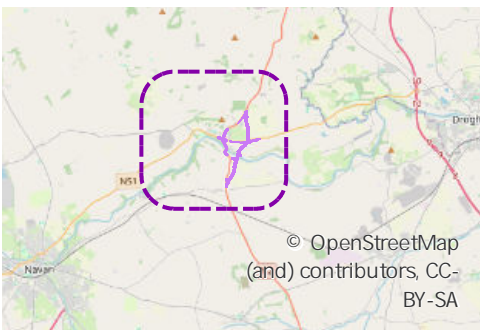 Drogh
N51
Navan
© OpenStreetMap
(and) contributors, CC-
BY-SA